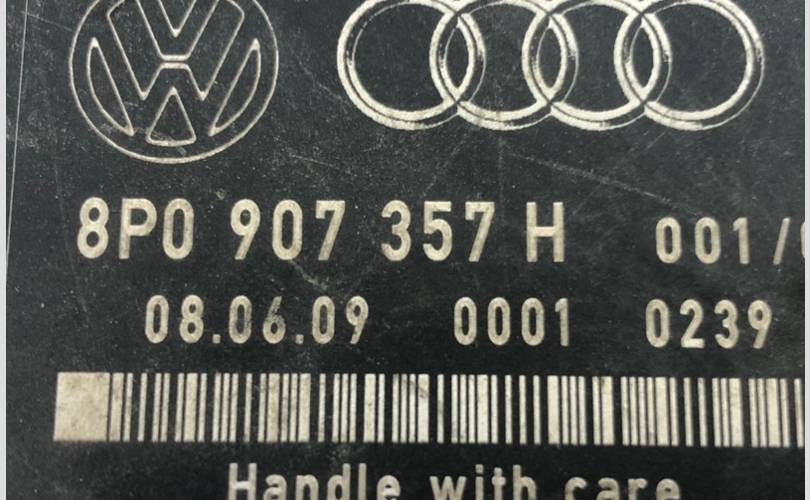 8P0 907 357 H 001/
08.06.09 0001 0239
Handle with care